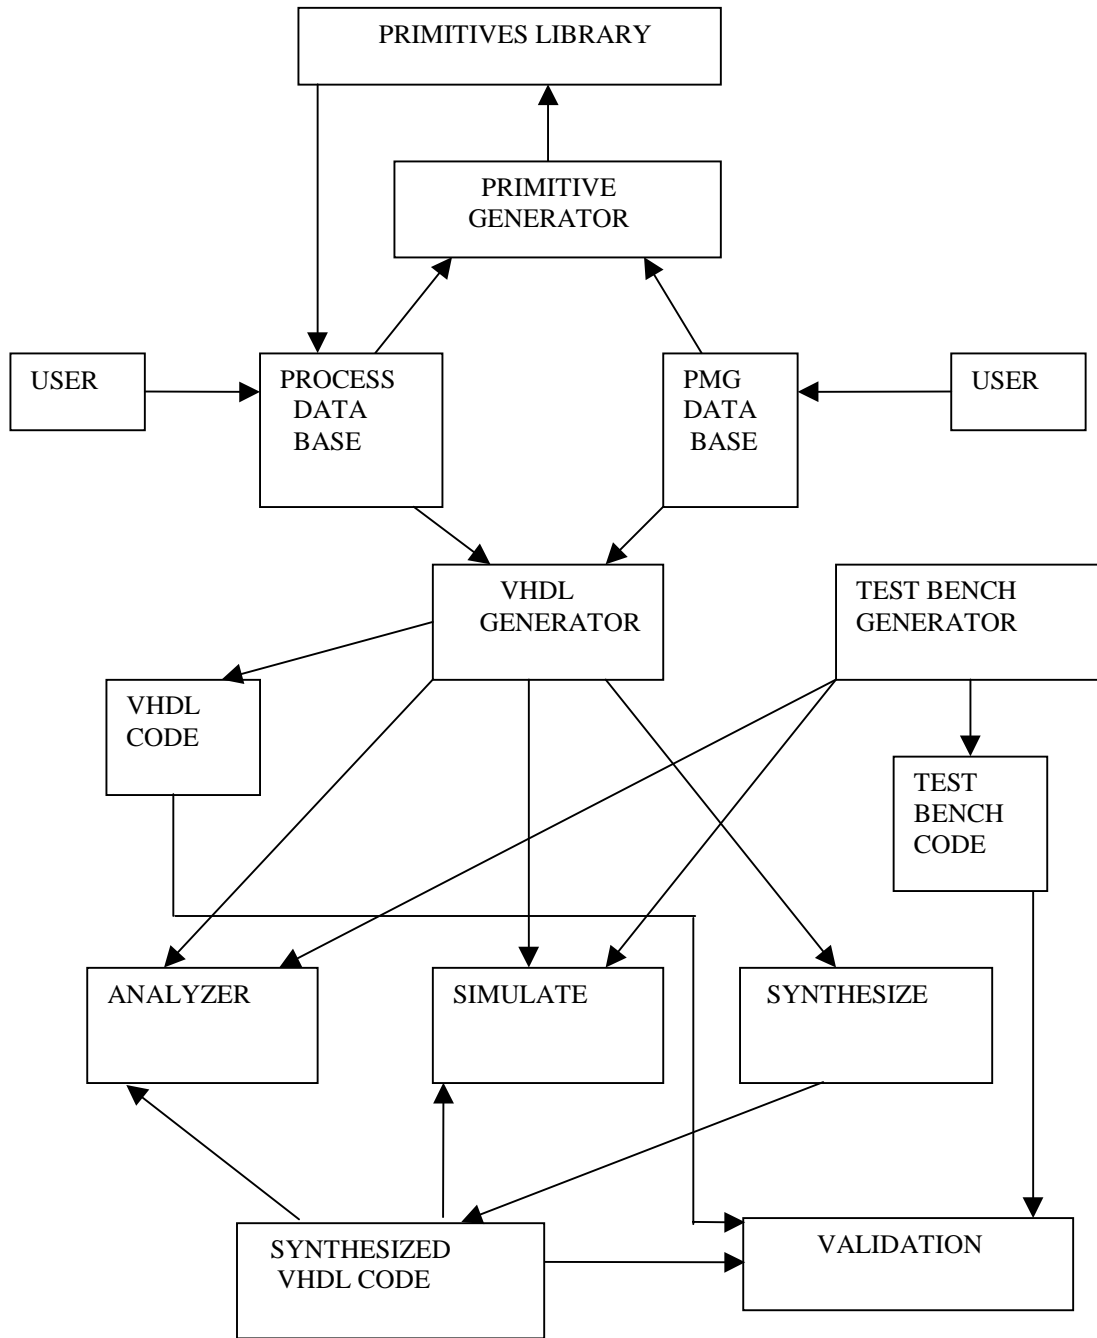 PRIMITIVES LIBRARY
PRIMITIVE
GENERATOR
USER
PROCESS
DATA
BASE
PMG
DATA
BASE
USER
VHDL
GENERATOR
TEST BENCH
GENERATOR
VHDL
CODE
TEST
BENCH
CODE
ANALYZER
SIMULATE
SYNTHESIZE
SYNTHESIZED
VHDL CODE
VALIDATION